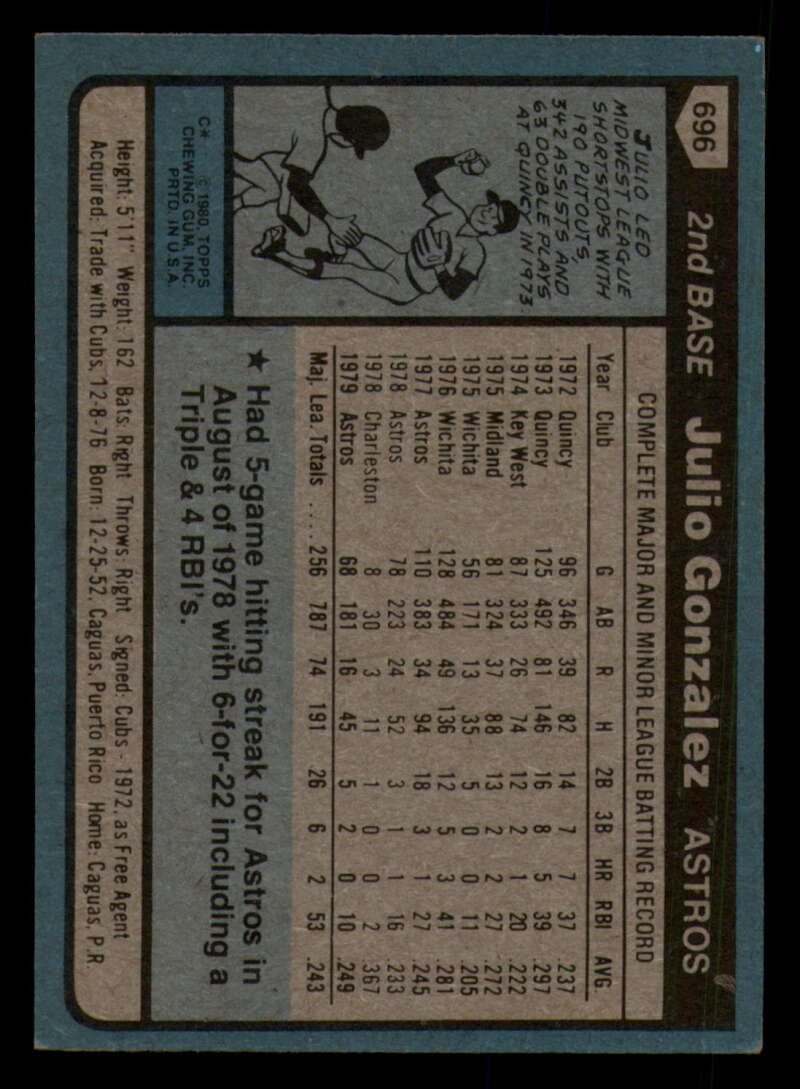 696
2nd BASE Julio Gonzalez ASTROS
JULIO LED
MIDWEST LEAGUE
SHORTSTOPS WITH
190 PUTOUTS,
342 ASSISTS AND
63 DOUBLE PLAYS
AT QUINCY IN 1973.
C* © 1980 TOPPS
CHEWING GUM, INC.
PRTD. IN U.S.A.
COMPLETE MAJOR AND MINOR LEAGUE BATTING RECORD
Year Club G AB R H 2B 3B HR RBI AVG.
1972 Quincy 96 346 39 82 14 7 7 37 .237
1973 Quincy 125 492 81 146 16 8 5 39 .297
1974 Key West 87 333 26 74 12 2 1 20 .222
1975 Midland 81 324 37 88 13 2 2 27 .272
1975 Wichita 56 171 13 35 5 0 0 11 .205
1976 Wichita 128 484 49 136 12 5 3 41 .281
1977 Astros 110 383 34 94 18 3 1 27 .245
1978 Astros 78 223 24 52 3 1 1 16 .233
1978 Charleston 8 30 3 11 1 0 0 2 .367
1979 Astros 68 181 16 45 5 2 0 10 .249
Maj. Lea. Totals .... 256 787 74 191 26 6 2 53 .243
★ Had 5-game hitting streak for Astros in
August of 1978 with 6-for-22 including a
Triple & 4 RBI's.
Height: 5'11" Weight: 162 Bats: Right Throws: Right Signed: Cubs - 1972, as Free Agent
Acquired: Trade with Cubs, 12-8-76 Born: 12-25-52, Caguas, Puerto Rico Home: Caguas, P.R.